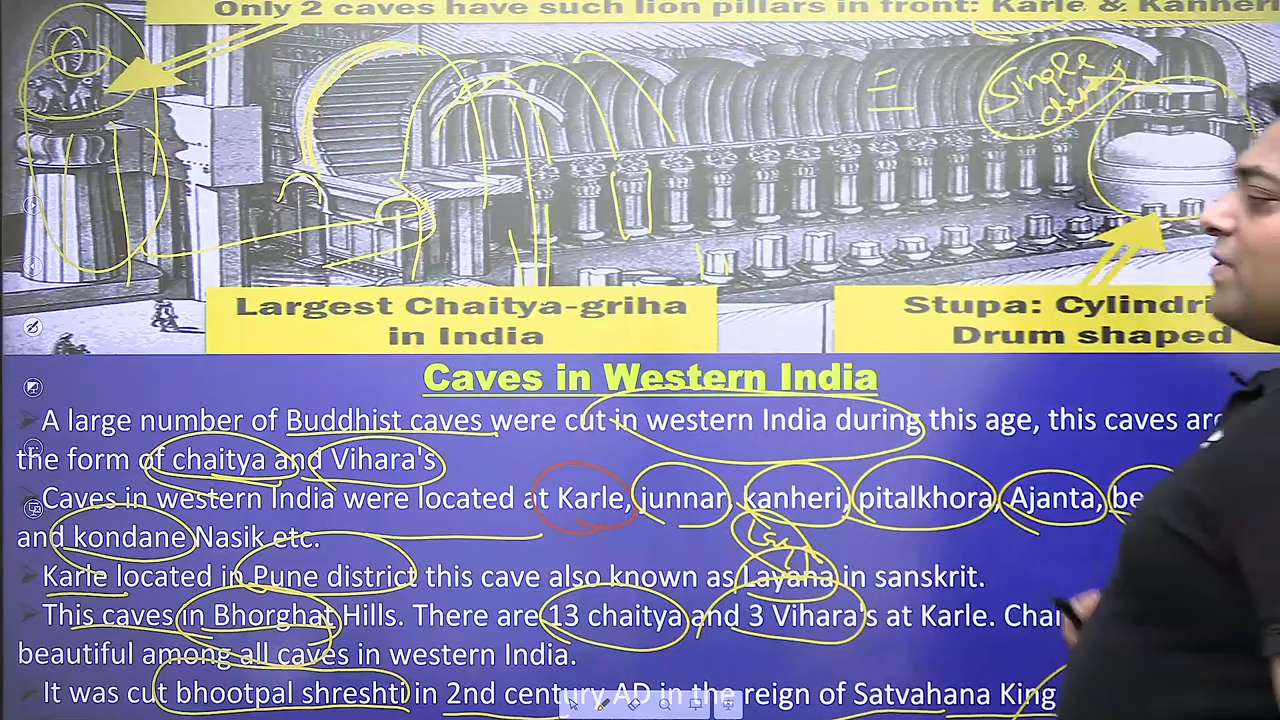 Only 2 caves have such lion pillars in front: Karle & Kanheri
Single
Largest Chaitya-griha
in India
Stupa: Cylindri
Drum shaped
Caves in Western India
A large number of Buddhist caves were cut in western India during this age, this caves are
the form of chaitya and Vihara's
Caves in western India were located at Karle, junnar, kanheri, pitalkhora, Ajanta, be
and kondane Nasik etc.
Karle located in Pune district this cave also known as Layana in sanskrit.
This caves in Bhorghat Hills. There are 13 chaitya and 3 Vihara's at Karle. Chai
beautiful among all caves in western India.
It was cut bhootpal shreshti in 2nd century AD in the reign of Satvahana King